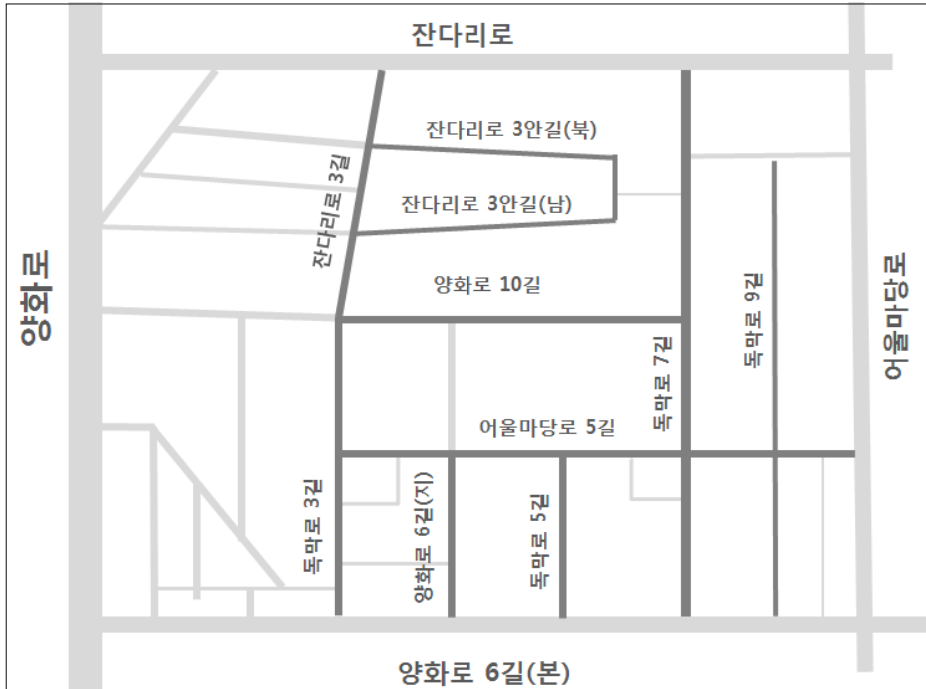 잔다리로
잔다리로 3안길(북)
잔다리로 3길
잔다리로 3안길(남)
양화로
양화로 10길
독막로 9길
어울마당로
독막로 7길
어울마당로 5길
독막로 3길
양화로 6길(지)
독막로 5길
양화로 6길(본)